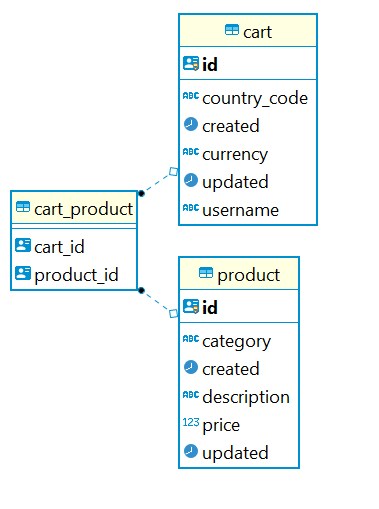 cart
id
ABC country_code
created
ABC currency
updated
ABC username
cart_product
cart_id
product_id
product
id
ABC category
created
ABC description
123 price
updated